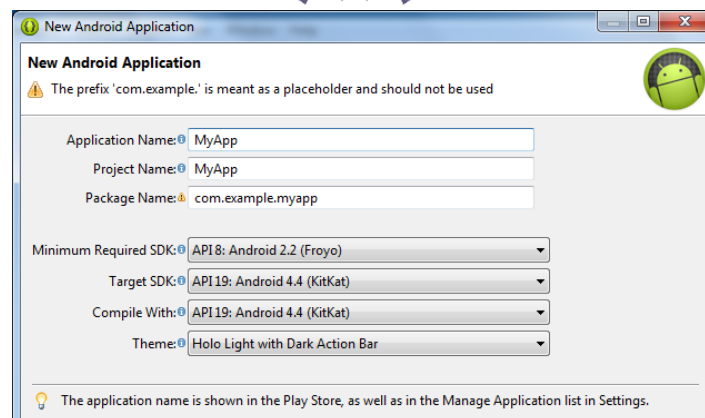 New Android Application
New Android Application
The prefix 'com.example.' is meant as a placeholder and should not be used
Application Name: MyApp
Project Name: MyApp
Package Name: com.example.myapp
Minimum Required SDK: API 8: Android 2.2 (Froyo)
Target SDK: API 19: Android 4.4 (KitKat)
Compile With: API 19: Android 4.4 (KitKat)
Theme: Holo Light with Dark Action Bar
The application name is shown in the Play Store, as well as in the Manage Application list in Settings.